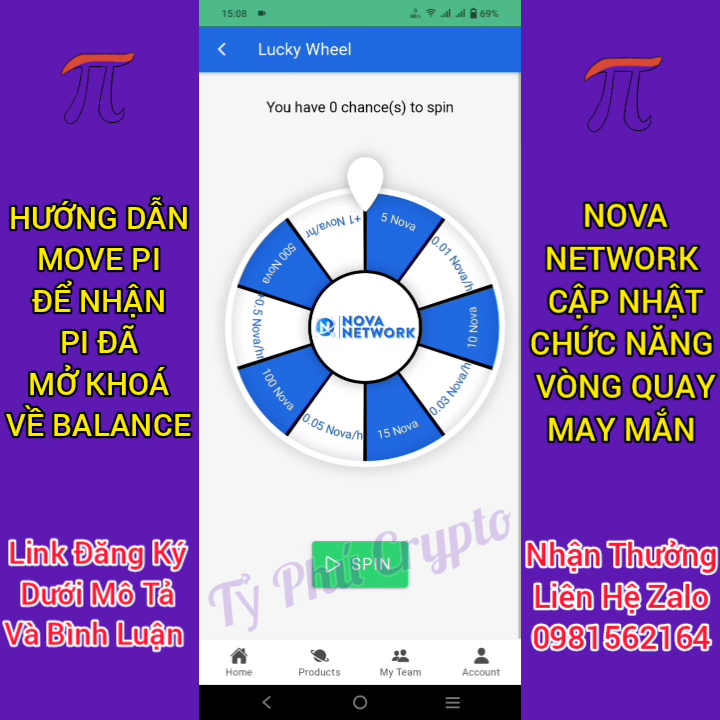 15:08
69%
Lucky Wheel
You have 0 chance(s) to spin
5 Nova
0.01 Nova/h
10 Nova
0.03 Nova/h
15 Nova
0.05 Nova/h
100 Nova
+0.5 Nova/hr
500 Nova
+1 Nova/hr
NOVA
NETWORK
SPIN
Tỷ Phú Crypto
Home
Products
My Team
Account
HƯỚNG DẪN
MOVE PI
ĐỂ NHẬN
PI ĐÃ
MỞ KHOÁ
VỀ BALANCE
Link Đăng Ký
Dưới Mô Tả
Và Bình Luận
NOVA
NETWORK
CẬP NHẬT
CHỨC NĂNG
VÒNG QUAY
MAY MẮN
Nhận Thưởng
Liên Hệ Zalo
0981562164